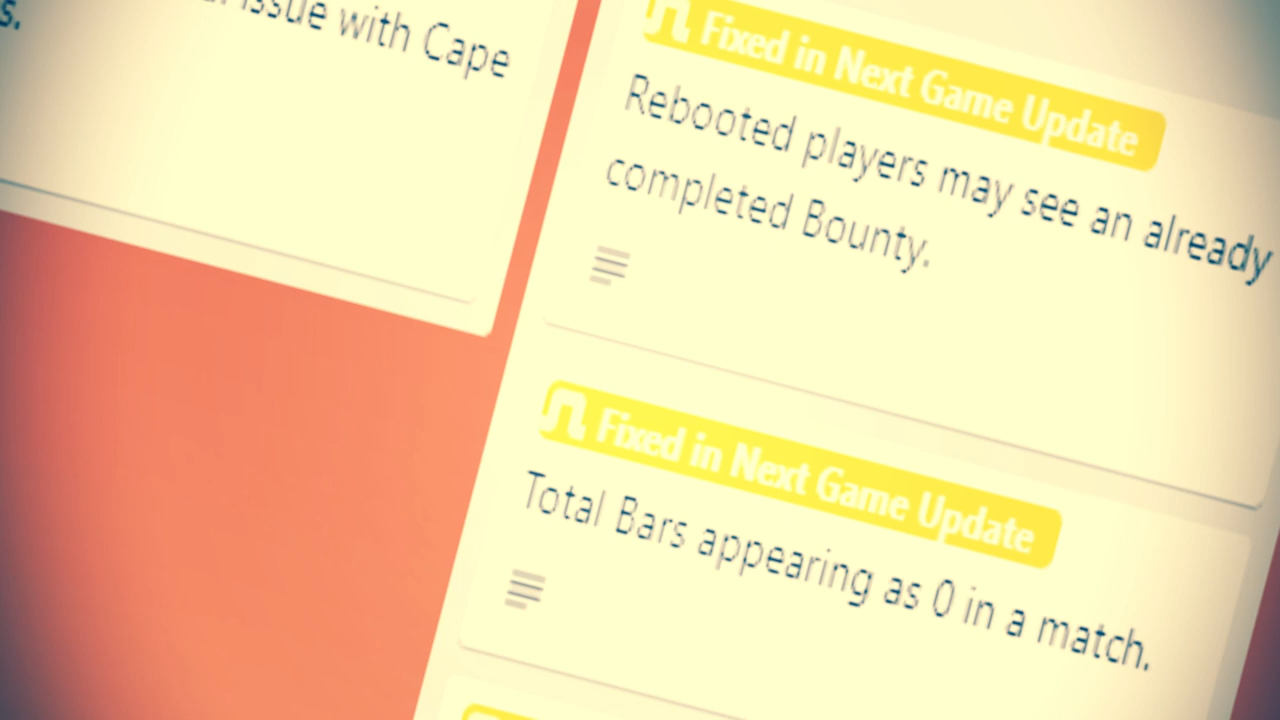 issue with Cape
s.
Fixed in Next Game Update
Rebooted players may see an already
completed Bounty.
Fixed in Next Game Update
Total Bars appearing as 0 in a match.